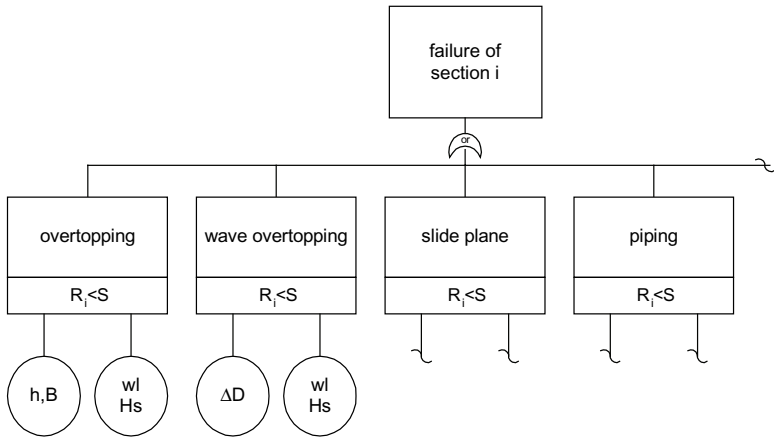 failure of
section i
or
overtopping
wave overtopping
slide plane
piping
R_i<S
R_i<S
R_i<S
R_i<S
h,B
wl
Hs
ΔD
wl
Hs